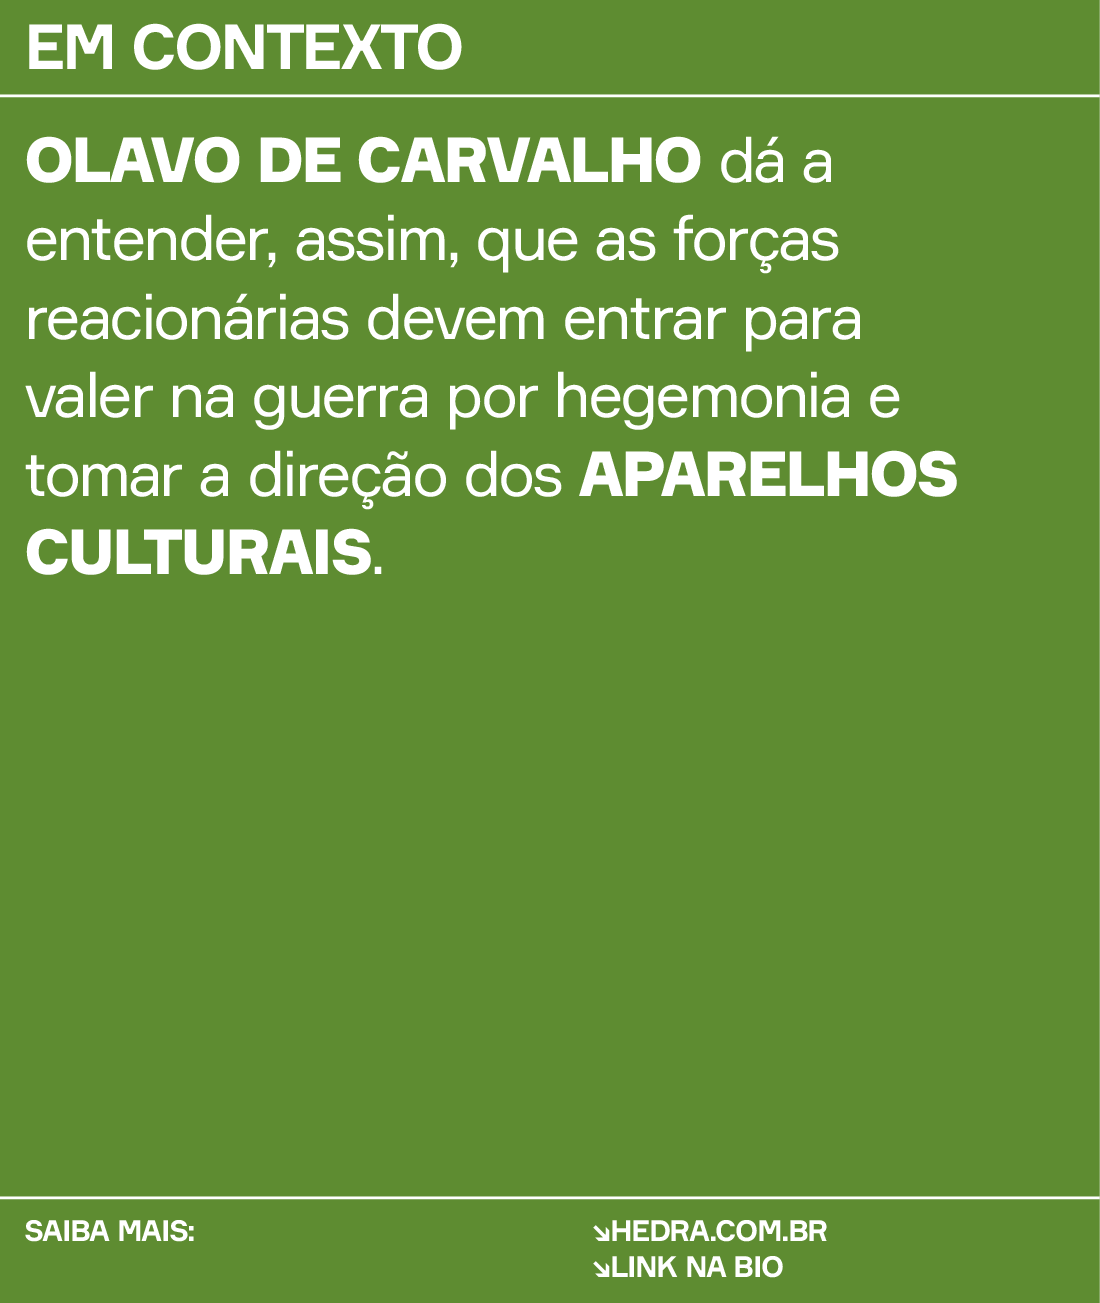 EM CONTEXTO
OLAVO DE CARVALHO dá a
entender, assim, que as forças
reacionárias devem entrar para
valer na guerra por hegemonia e
tomar a direção dos APARELHOS
CULTURAIS.
SAIBA MAIS:
↘HEDRA.COM.BR
↘LINK NA BIO